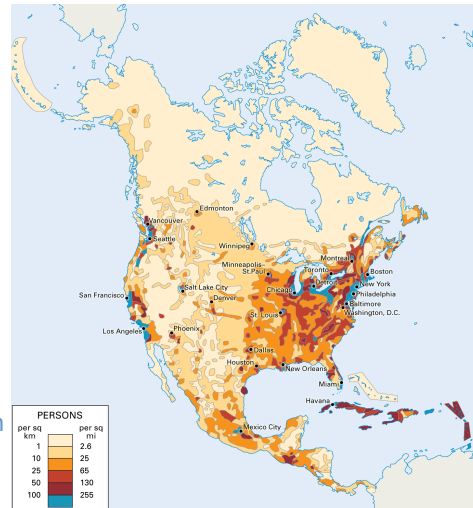 Edmonton
Vancouver
Seattle
Winnipeg
Minneapolis-
St.Paul
Montreal
Toronto
Boston
Detroit
New York
Chicago
Philadelphia
Salt Lake City
Baltimore
San Francisco
Denver
Washington, D.C.
St. Louis
Los Angeles
Phoenix
Dallas
Houston
New Orleans
Miami
Havana
Mexico City
PERSONS
per sq per sq
km mi
1 2.6
10 25
25 65
50 130
100 255